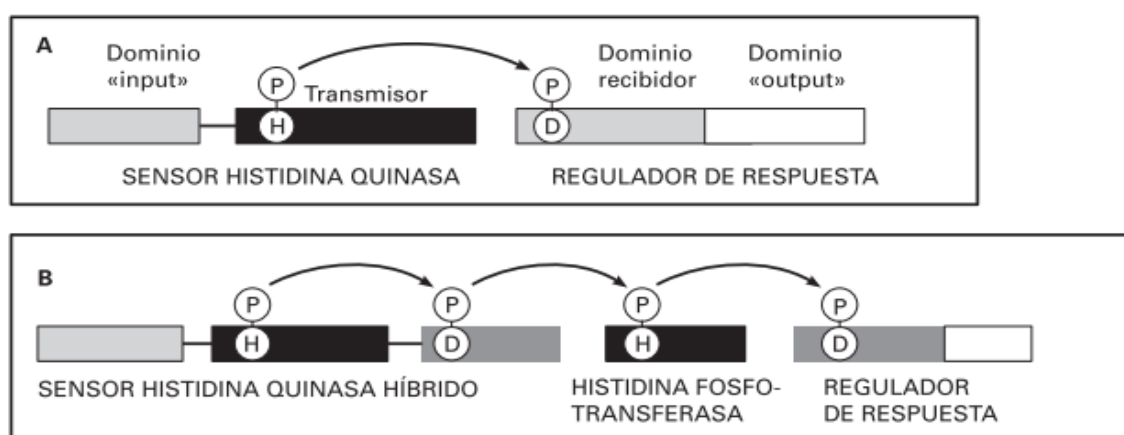 A
Dominio
«input»
P
Transmisor
H
P
D
Dominio
recibidor
Dominio
«output»
SENSOR HISTIDINA QUINASA
REGULADOR DE RESPUESTA
B
P
H
P
D
P
H
P
D
SENSOR HISTIDINA QUINASA HÍBRIDO
HISTIDINA FOSFO-
TRANSFERASA
REGULADOR
DE RESPUESTA